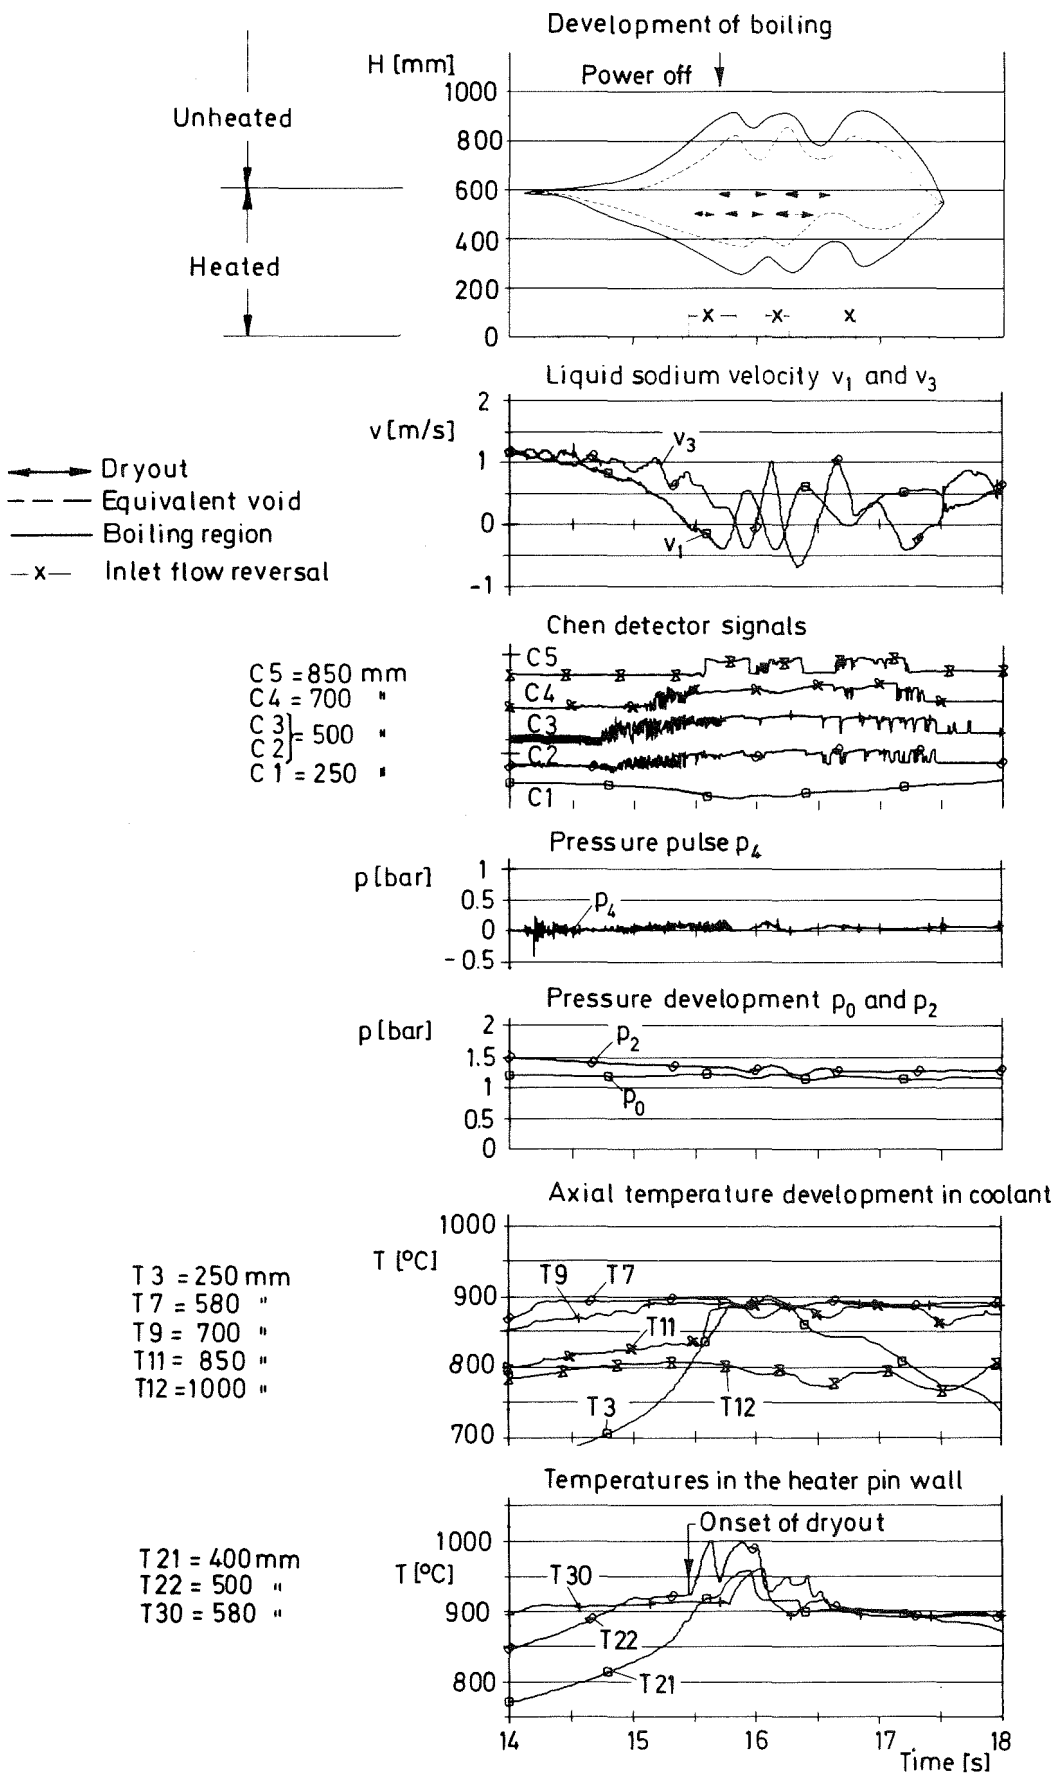 Development of boiling
H [mm]
Power off
1000
800
600
400
200
0
Unheated
Heated
x x x
Liquid sodium velocity v₁ and v₃
v [m/s]
2
1
0
-1
v₃
v₁
Dryout
Equivalent void
Boiling region
—x— Inlet flow reversal
Chen detector signals
C5 = 850 mm
C4 = 700 "
C3
C2 } = 500 "
C1 = 250 "
C5
C4
C3
C2
C1
Pressure pulse p₄
p [bar]
1
0.5
0
-0.5
p₄
Pressure development p₀ and p₂
p [bar]
2
1.5
1
0.5
0
p₂
p₀
Axial temperature development in coolant
T [°C]
1000
900
800
700
T3 = 250 mm
T7 = 580 "
T9 = 700 "
T11 = 850 "
T12 = 1000 "
T9 T7
T11
T3 T12
Temperatures in the heater pin wall
Onset of dryout
T [°C]
1000
900
800
T21 = 400 mm
T22 = 500 "
T30 = 580 "
T30
T22
T21
14 15 16 17 18
Time [s]